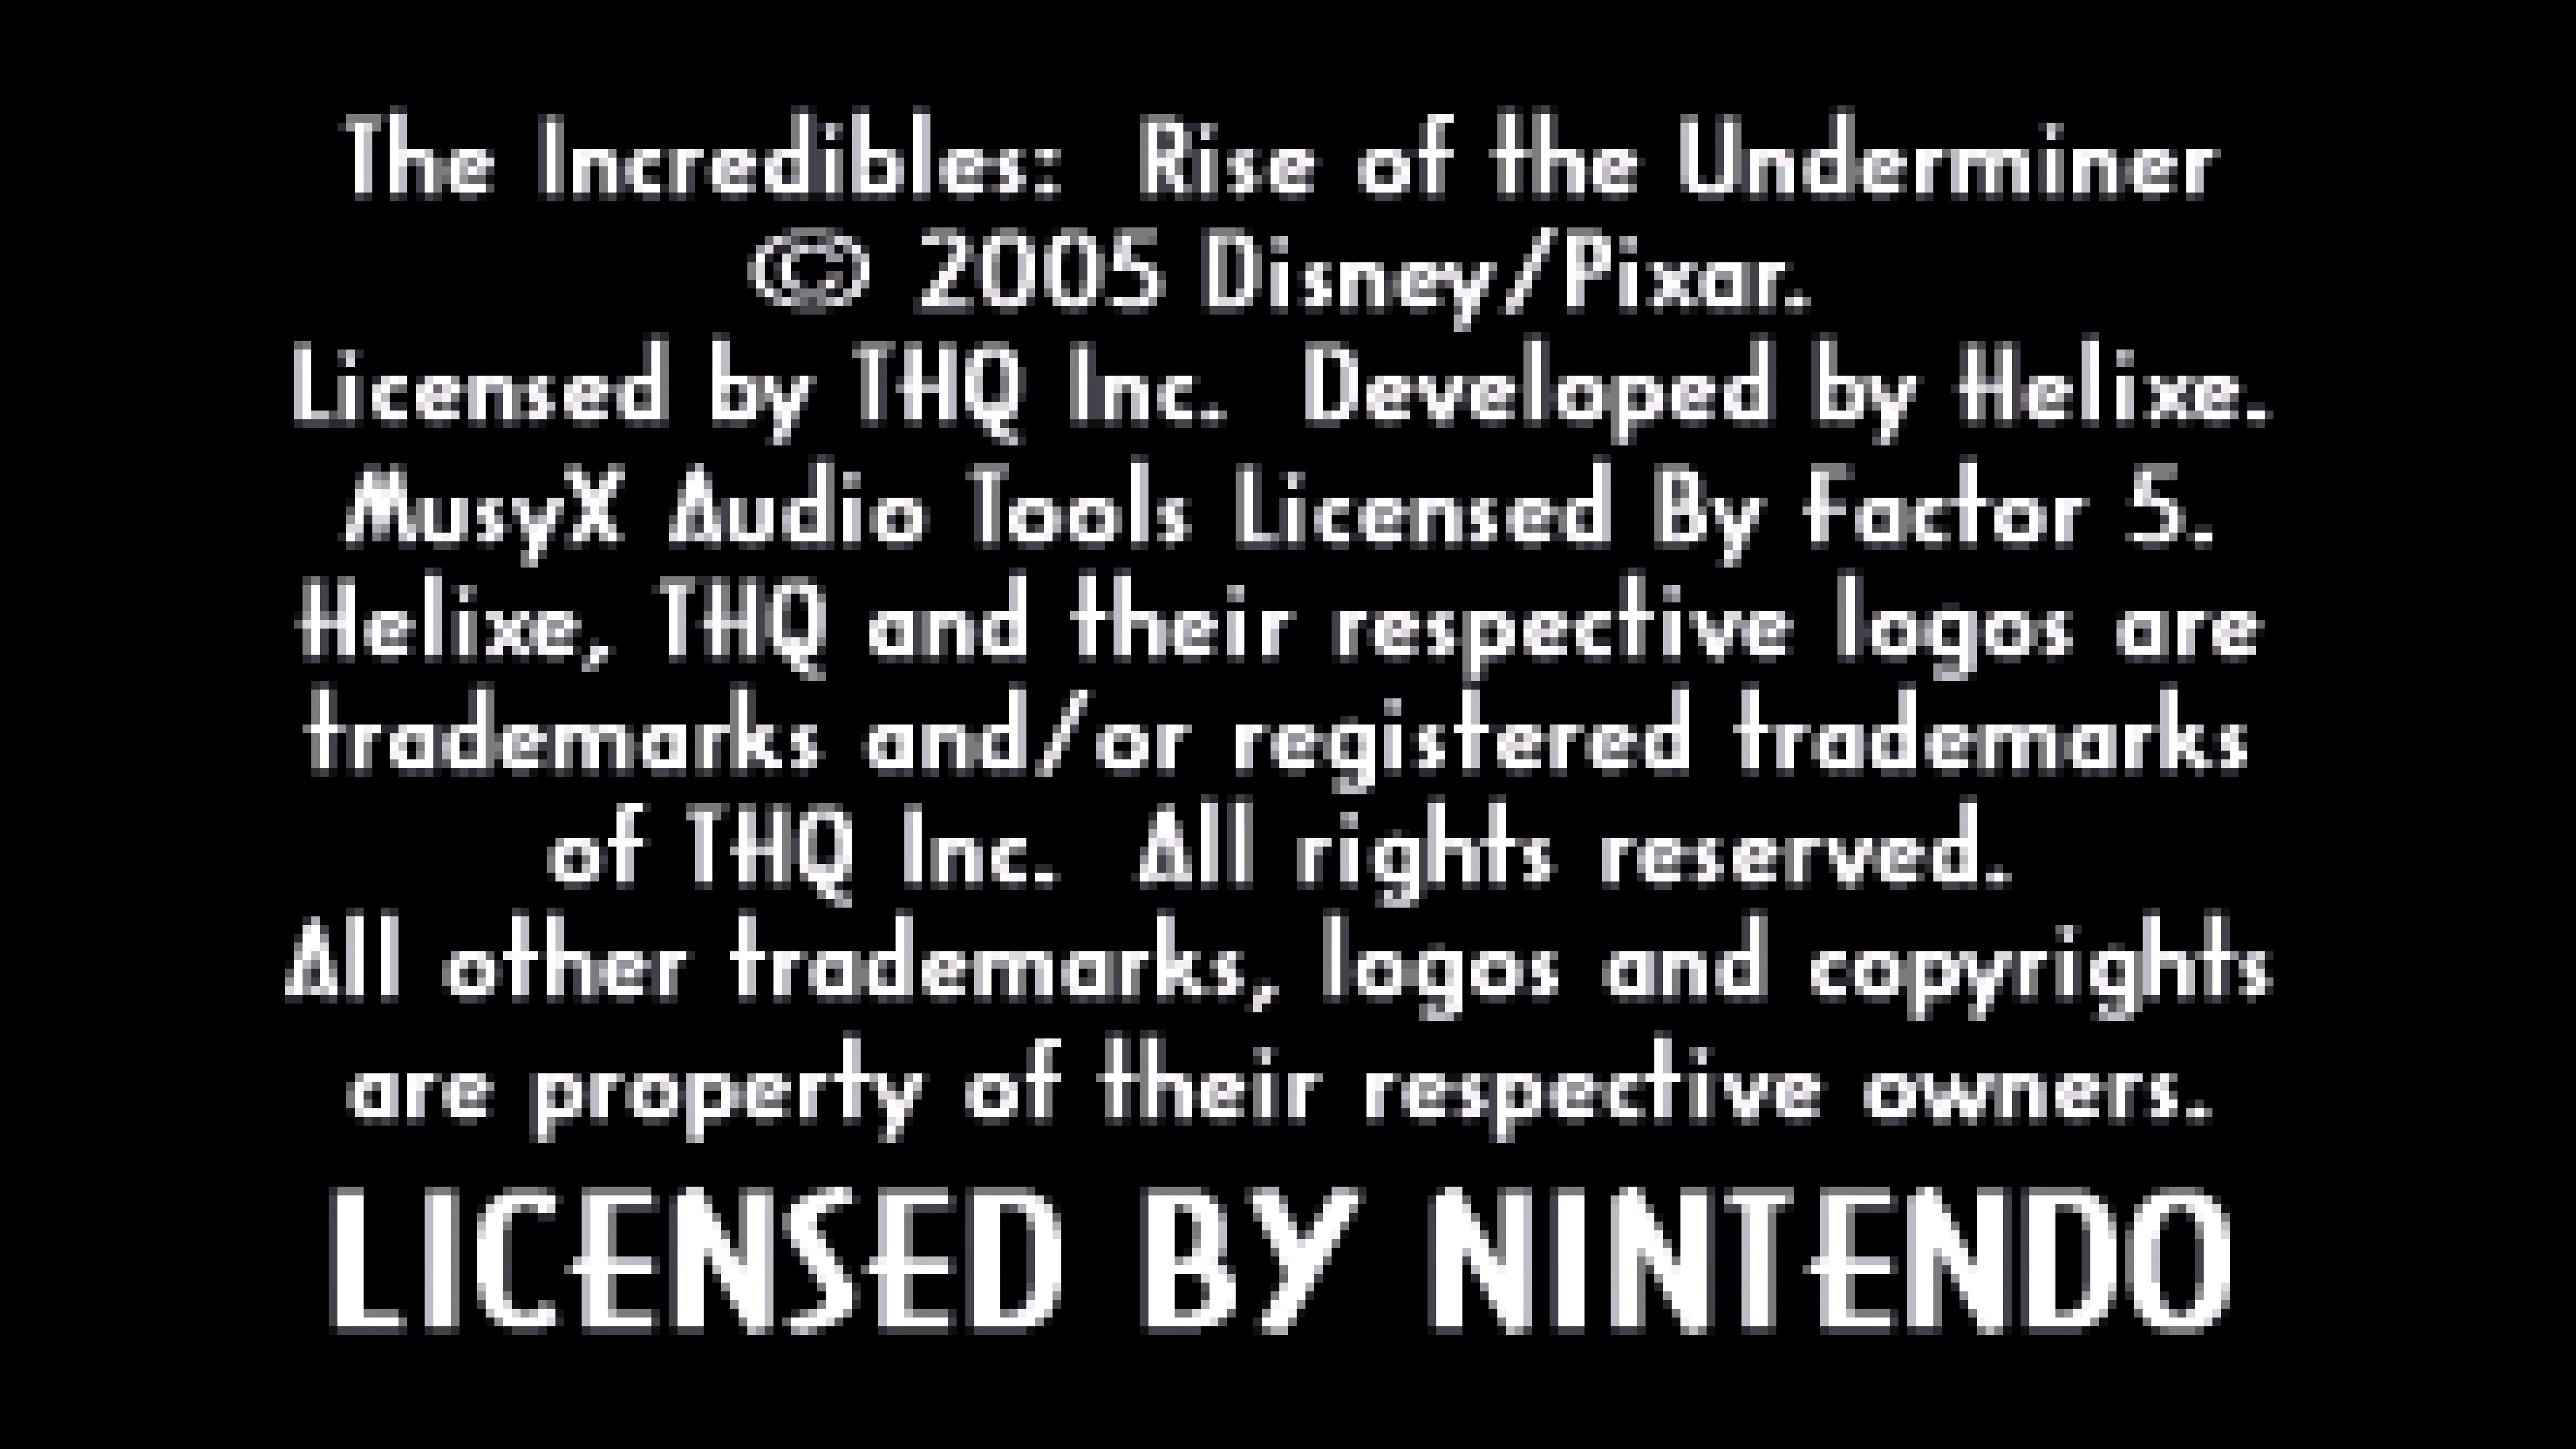 The Incredibles:  Rise of the Underminer
© 2005 Disney/Pixar.
Licensed by THQ Inc.  Developed by Helixe.
MusyX Audio Tools Licensed By Factor 5.
Helixe, THQ and their respective logos are
trademarks and/or registered trademarks
of THQ Inc.  All rights reserved.
All other trademarks, logos and copyrights
are property of their respective owners.
LICENSED BY NINTENDO